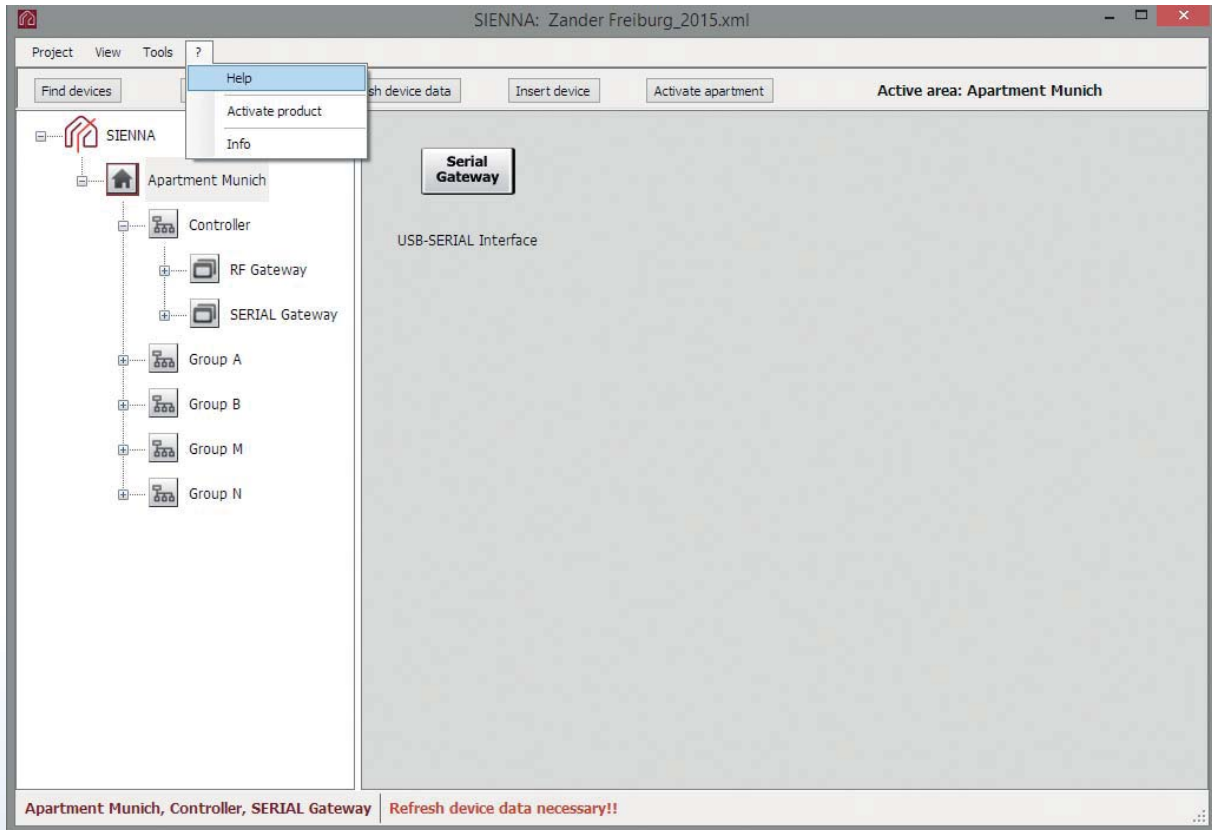 SIENNA: Zander Freiburg_2015.xml
Project View Tools ?
Find devices sh device data Insert device Activate apartment Active area: Apartment Munich
Help
Activate product
Info
SIENNA
Apartment Munich
Controller
RF Gateway
SERIAL Gateway
Group A
Group B
Group M
Group N
Serial
Gateway
USB-SERIAL Interface
Apartment Munich, Controller, SERIAL Gateway Refresh device data necessary!!